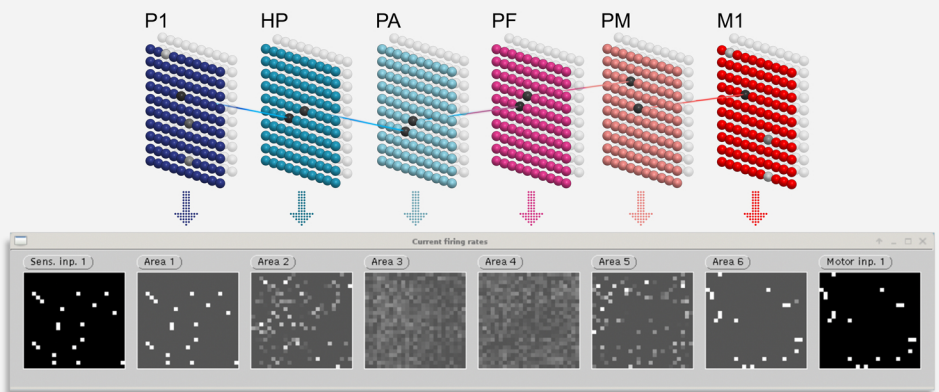 P1 HP PA PF PM M1
Current firing rates
Sens. inp. 1 Area 1 Area 2 Area 3 Area 4 Area 5 Area 6 Motor inp. 1